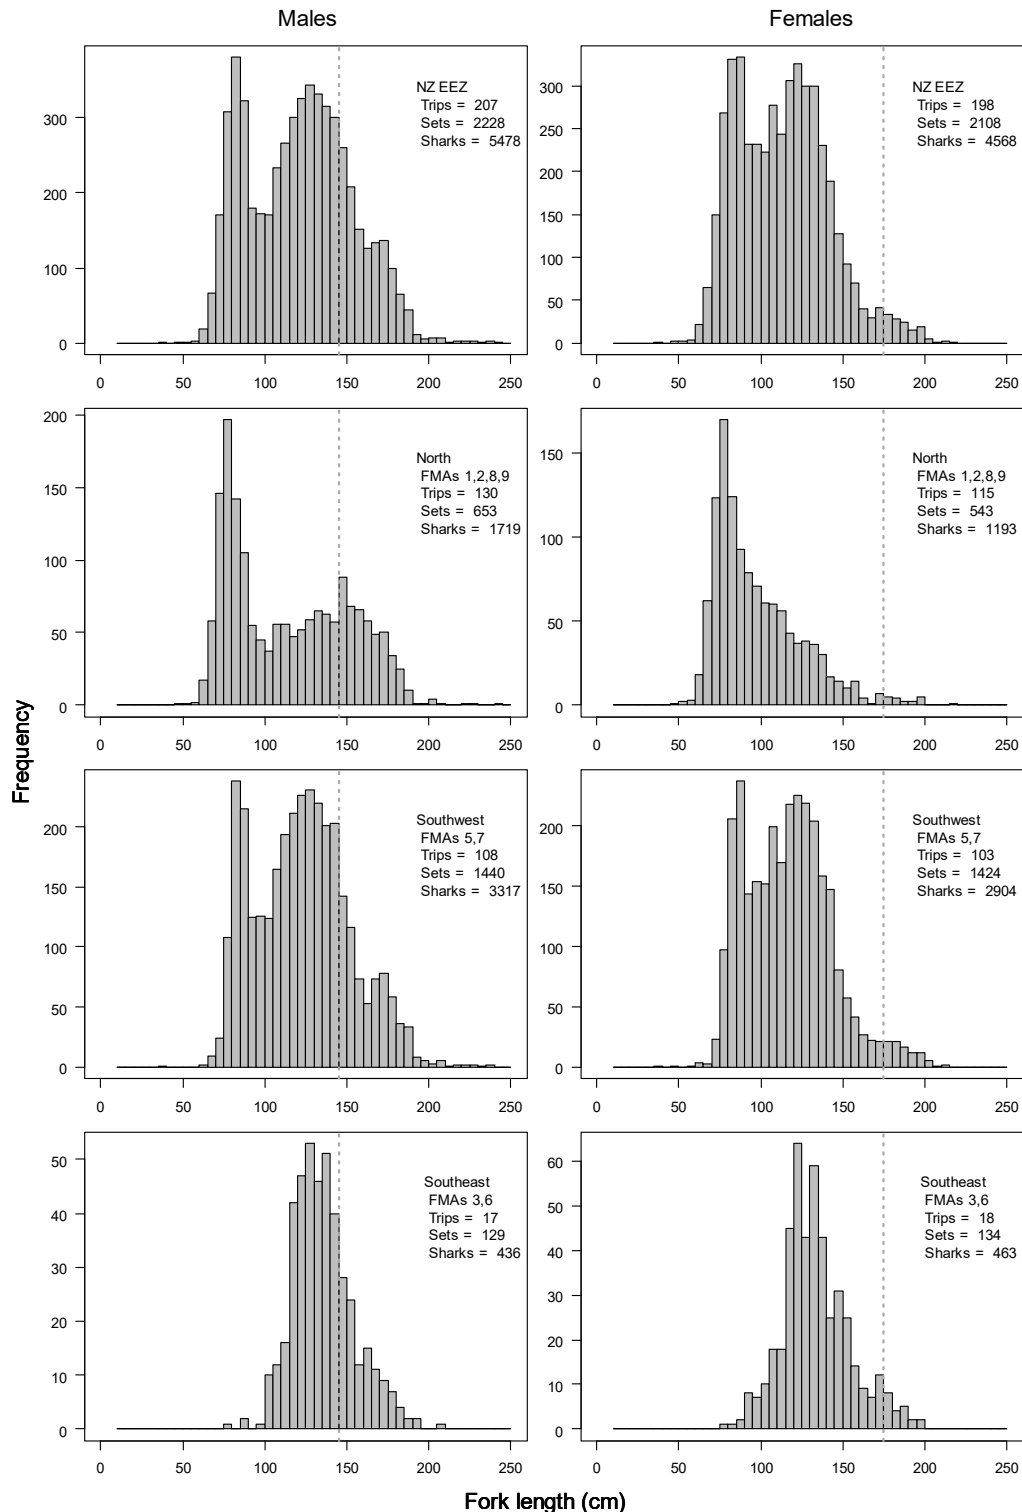 Males
Females
NZ EEZ
Trips = 207
Sets = 2228
Sharks = 5478
0
100
200
300
0
50
100
150
200
250
NZ EEZ
Trips = 198
Sets = 2108
Sharks = 4568
0
50
100
150
200
250
300
0
50
100
150
200
250
North
FMAs 1,2,8,9
Trips = 130
Sets = 653
Sharks = 1719
0
50
100
150
200
0
50
100
150
200
250
North
FMAs 1,2,8,9
Trips = 115
Sets = 543
Sharks = 1193
0
50
100
150
0
50
100
150
200
250
Frequency
Southwest
FMAs 5,7
Trips = 108
Sets = 1440
Sharks = 3317
0
50
100
150
200
0
50
100
150
200
250
Southwest
FMAs 5,7
Trips = 103
Sets = 1424
Sharks = 2904
0
50
100
150
200
0
50
100
150
200
250
Southeast
FMAs 3,6
Trips = 17
Sets = 129
Sharks = 436
0
10
20
30
40
50
0
50
100
150
200
250
Southeast
FMAs 3,6
Trips = 18
Sets = 134
Sharks = 463
0
10
20
30
40
50
60
0
50
100
150
200
250
Fork length (cm)